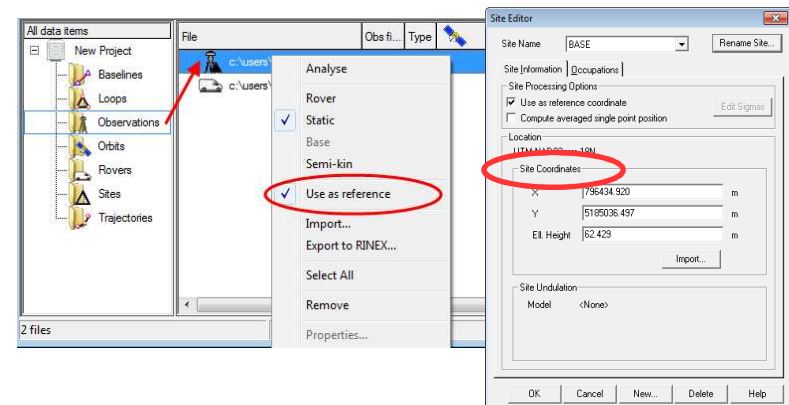 All data items
New Project
Baselines
Loops
Observations
Orbits
Rovers
Sites
Trajectories
2 files
File Obs fi... Type
c:\users\
c:\users\
Analyse
Rover
Static
Base
Semi-kin
Use as reference
Import...
Export to RINEX...
Select All
Remove
Properties...
Site Editor
Site Name BASE Rename Site...
Site Information Occupations
Site Processing Options
Use as reference coordinate Edit Sigmas
Compute averaged single point position
Location
18N
Site Coordinates
X 796434.920 m
Y 5185036.497 m
Ell. Height 62.429 m
Import...
Site Undulation
Model <None>
OK Cancel New... Delete Help